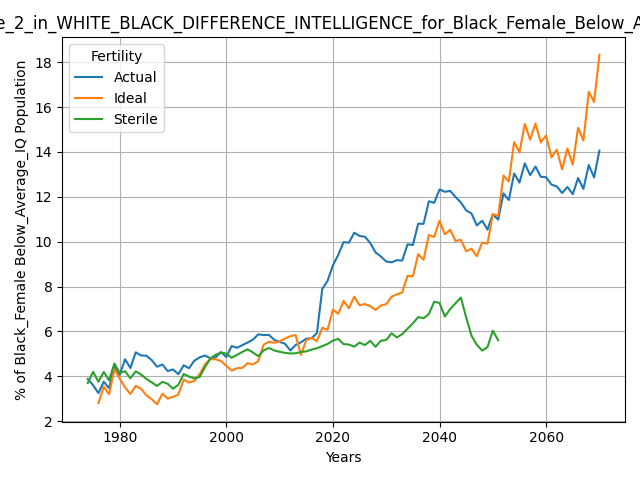 e_2_in_WHITE_BLACK_DIFFERENCE_INTELLIGENCE_for_Black_Female_Below_A
Fertility
Actual
Ideal
Sterile
% of Black_Female Below_Average_IQ Population
18
16
14
12
10
8
6
4
2
1980
2000
2020
2040
2060
Years